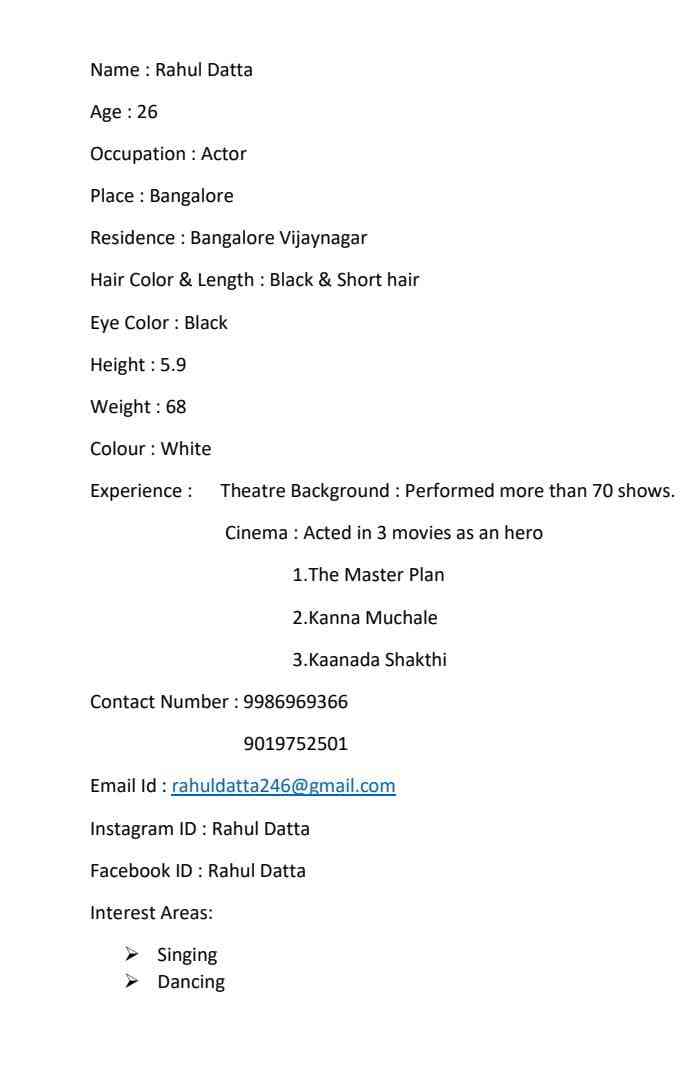 Name : Rahul Datta
Age : 26
Occupation : Actor
Place : Bangalore
Residence : Bangalore Vijaynagar
Hair Color & Length : Black & Short hair
Eye Color : Black
Height : 5.9
Weight : 68
Colour : White
Experience : Theatre Background : Performed more than 70 shows.
Cinema : Acted in 3 movies as an hero
1.The Master Plan
2.Kanna Muchale
3.Kaanada Shakthi
Contact Number : 9986969366
9019752501
Email Id : rahuldatta246@gmail.com
Instagram ID : Rahul Datta
Facebook ID : Rahul Datta
Interest Areas:
➢ Singing
➢ Dancing